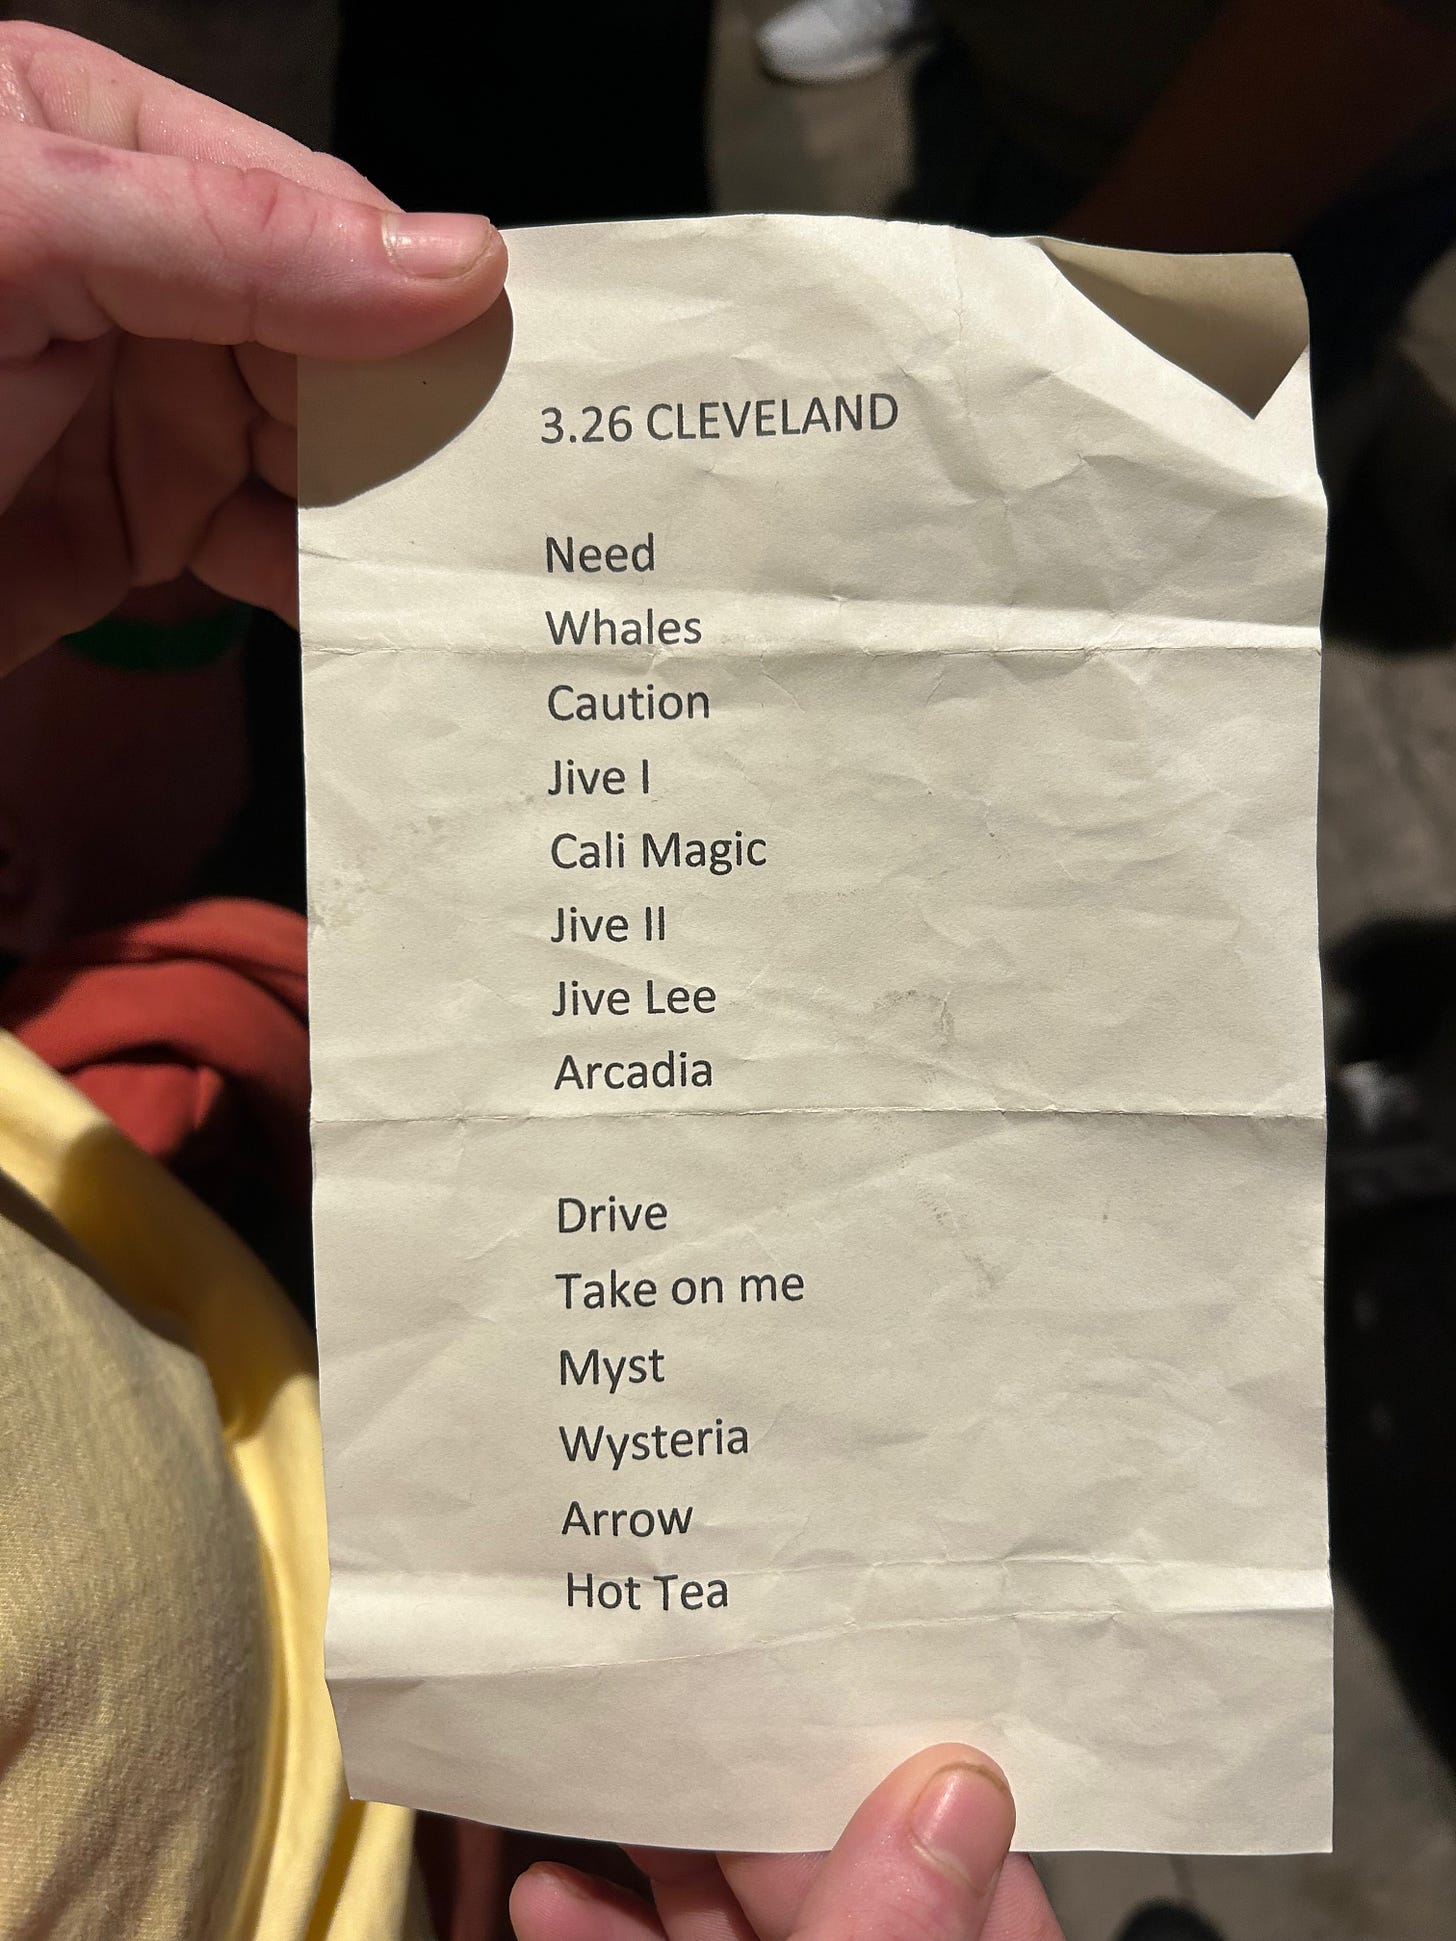 3.26 CLEVELAND
Need
Whales
Caution
Jive I
Cali Magic
Jive II
Jive Lee
Arcadia
Drive
Take on me
Myst
Wysteria
Arrow
Hot Tea